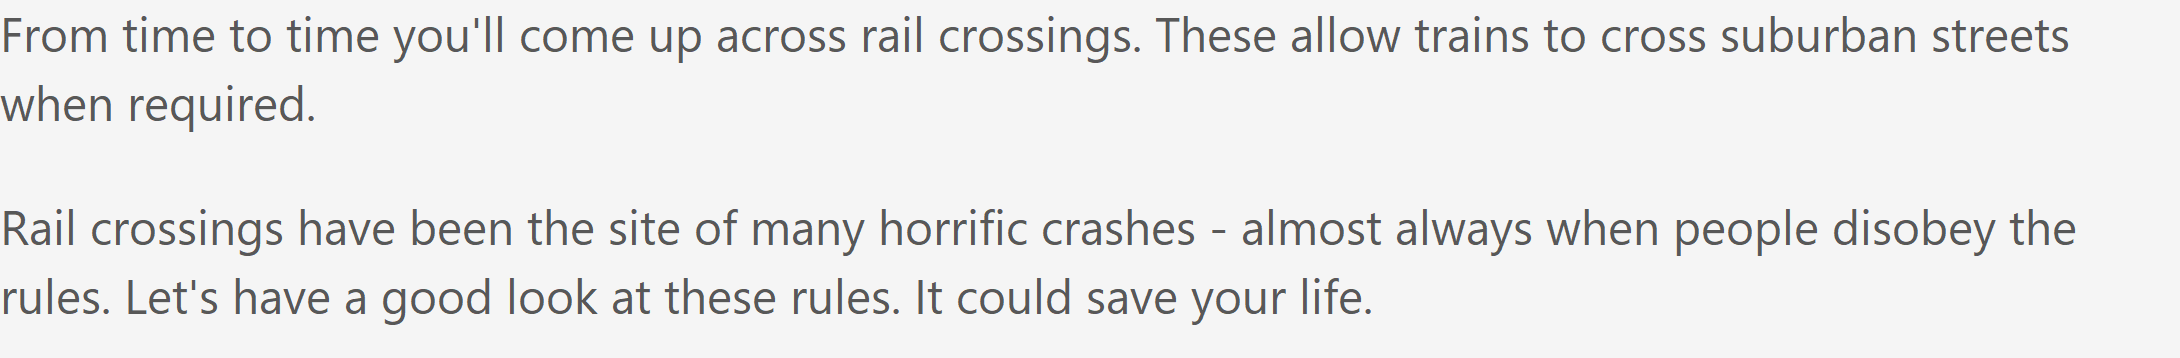 From time to time you'll come up across rail crossings. These allow trains to cross suburban streets
when required.
Rail crossings have been the site of many horrific crashes - almost always when people disobey the
rules. Let's have a good look at these rules. It could save your life.